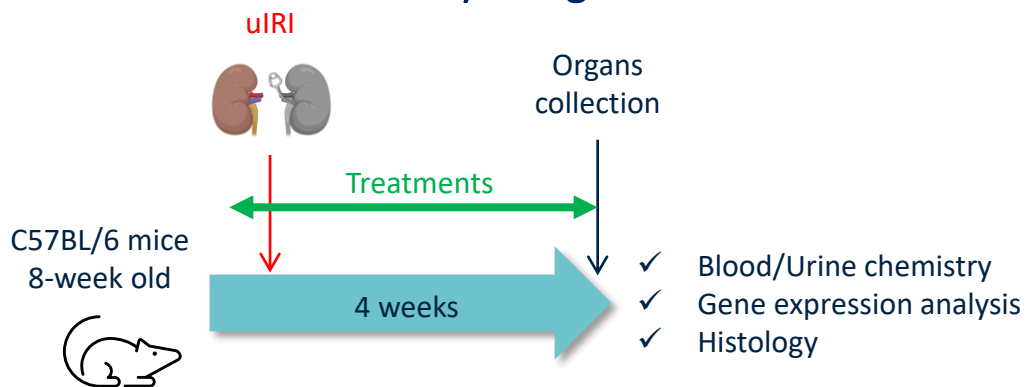 uIRI
Organs
collection
Treatments
C57BL/6 mice
8-week old
4 weeks
✓ Blood/Urine chemistry
✓ Gene expression analysis
✓ Histology